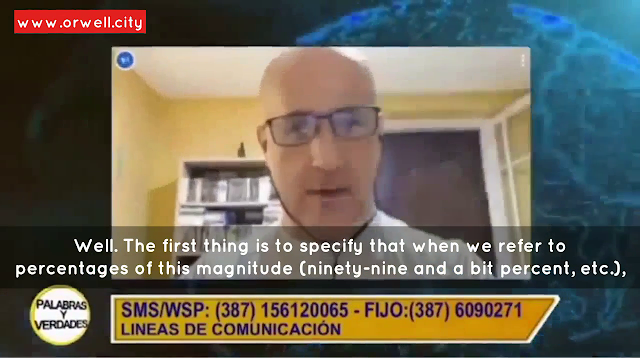 www.orwell.city
Well. The first thing is to specify that when we refer to
percentages of this magnitude (ninety-nine and a bit percent, etc.),
PALABRAS
Y
VERDADES
SMS/WSP: (387) 156120065 - FIJO:(387) 6090271
LINEAS DE COMUNICACIÓN